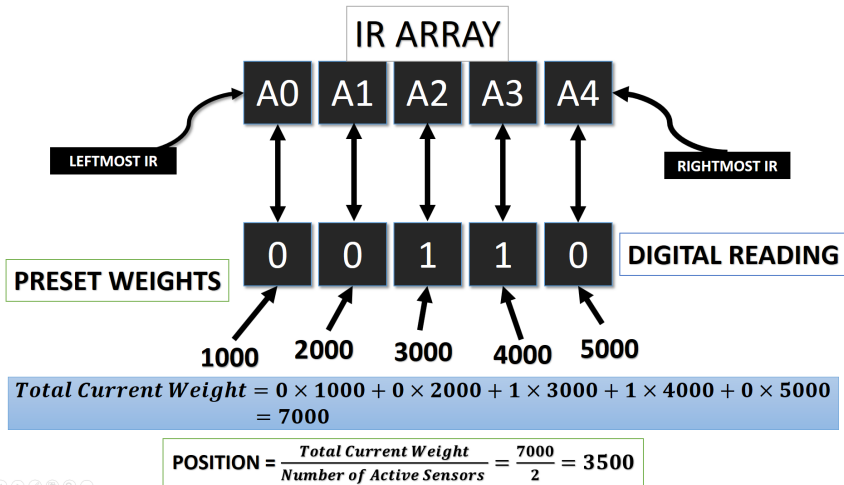 IR ARRAY
A0 A1 A2 A3 A4
LEFTMOST IR
RIGHTMOST IR
0 0 1 1 0
DIGITAL READING
PRESET WEIGHTS
1000 2000 3000 4000 5000
Total Current Weight = 0 × 1000 + 0 × 2000 + 1 × 3000 + 1 × 4000 + 0 × 5000
= 7000
POSITION = Total Current Weight / Number of Active Sensors = 7000 / 2 = 3500